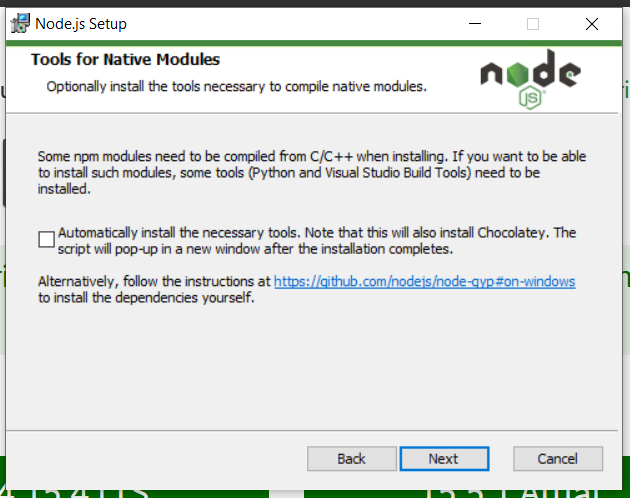 Node.js Setup
Tools for Native Modules
Optionally install the tools necessary to compile native modules.
node
JS
Some npm modules need to be compiled from C/C++ when installing. If you want to be able
to install such modules, some tools (Python and Visual Studio Build Tools) need to be
installed.
Automatically install the necessary tools. Note that this will also install Chocolatey. The
script will pop-up in a new window after the installation completes.
Alternatively, follow the instructions at https://github.com/nodejs/node-gyp#on-windows
to install the dependencies yourself.
Back
Next
Cancel